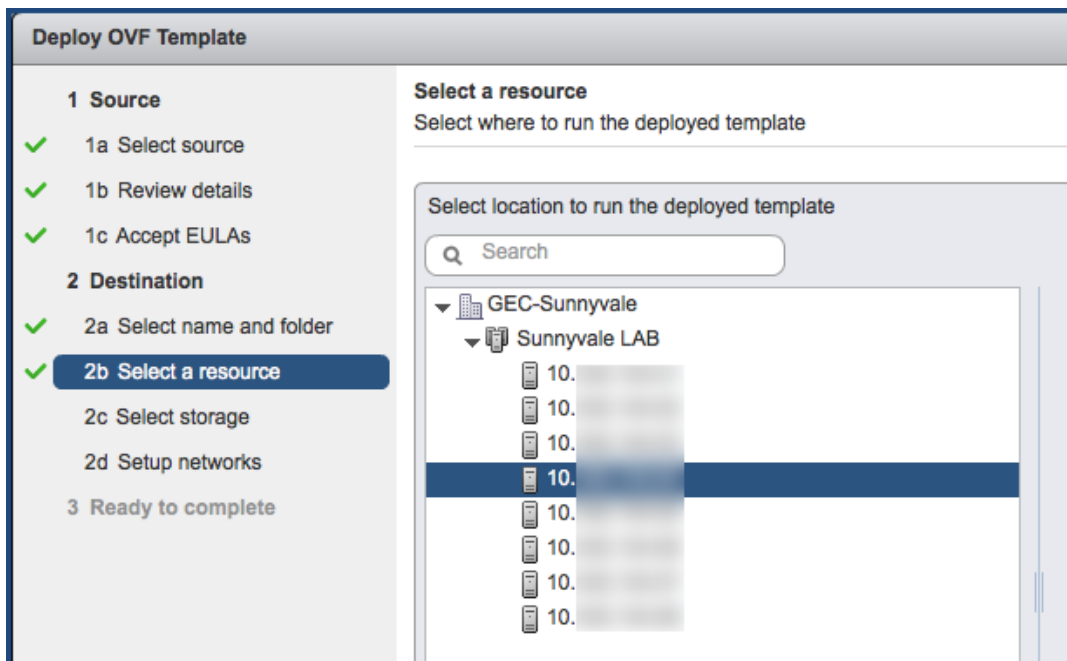 Deploy OVF Template
1 Source
1a Select source
1b Review details
1c Accept EULAs
2 Destination
2a Select name and folder
2b Select a resource
2c Select storage
2d Setup networks
3 Ready to complete
Select a resource
Select where to run the deployed template
Select location to run the deployed template
Search
GEC-Sunnyvale
Sunnyvale LAB
10.
10.
10.
10.
10.
10.
10.
10.